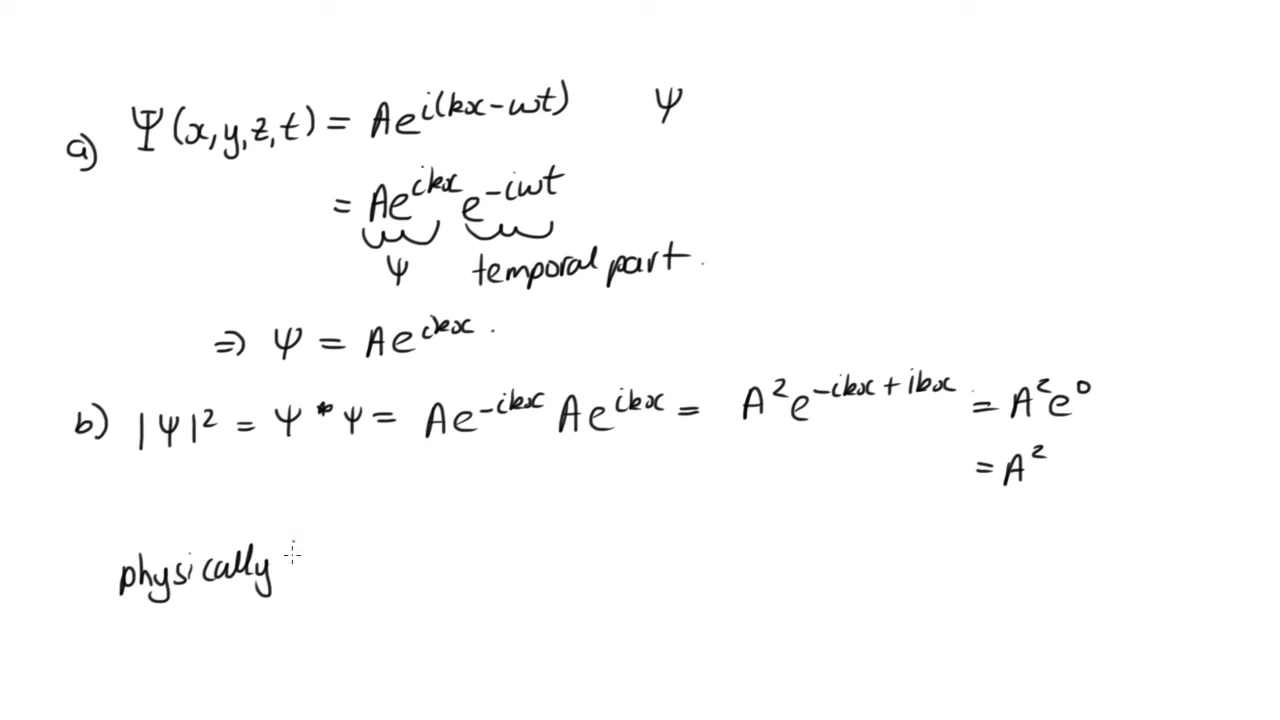 a) Ψ(x,y,z,t) = Ae^{i(kx-ωt)} ψ
= Ae^{ikx} e^{-iωt}
ψ temporal part.
⇒ ψ = Ae^{ikx}.
b) |ψ|² = ψ*ψ = Ae^{-ikx} Ae^{ikx} = A²e^{-ikx+ikx} = A²e⁰
= A²
physically